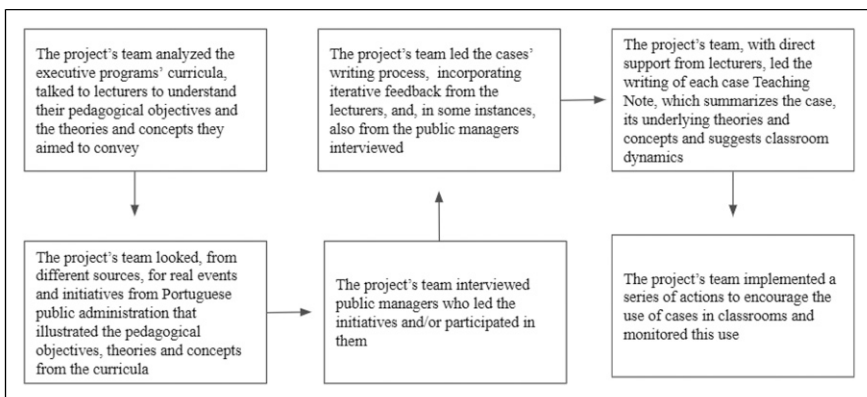 The project's team analyzed the
executive programs' curricula,
talked to lecturers to understand
their pedagogical objectives and
the theories and concepts they
aimed to convey
The project's team looked, from
different sources, for real events
and initiatives from Portuguese
public administration that
illustrated the pedagogical
objectives, theories and concepts
from the curricula
The project's team interviewed
public managers who led the
initiatives and/or participated in
them
The project's team led the cases'
writing process, incorporating
iterative feedback from the
lecturers, and, in some instances,
also from the public managers
interviewed
The project's team, with direct
support from lecturers, led the
writing of each case Teaching
Note, which summarizes the case,
its underlying theories and
concepts and suggests classroom
dynamics
The project's team implemented a
series of actions to encourage the
use of cases in classrooms and
monitored this use